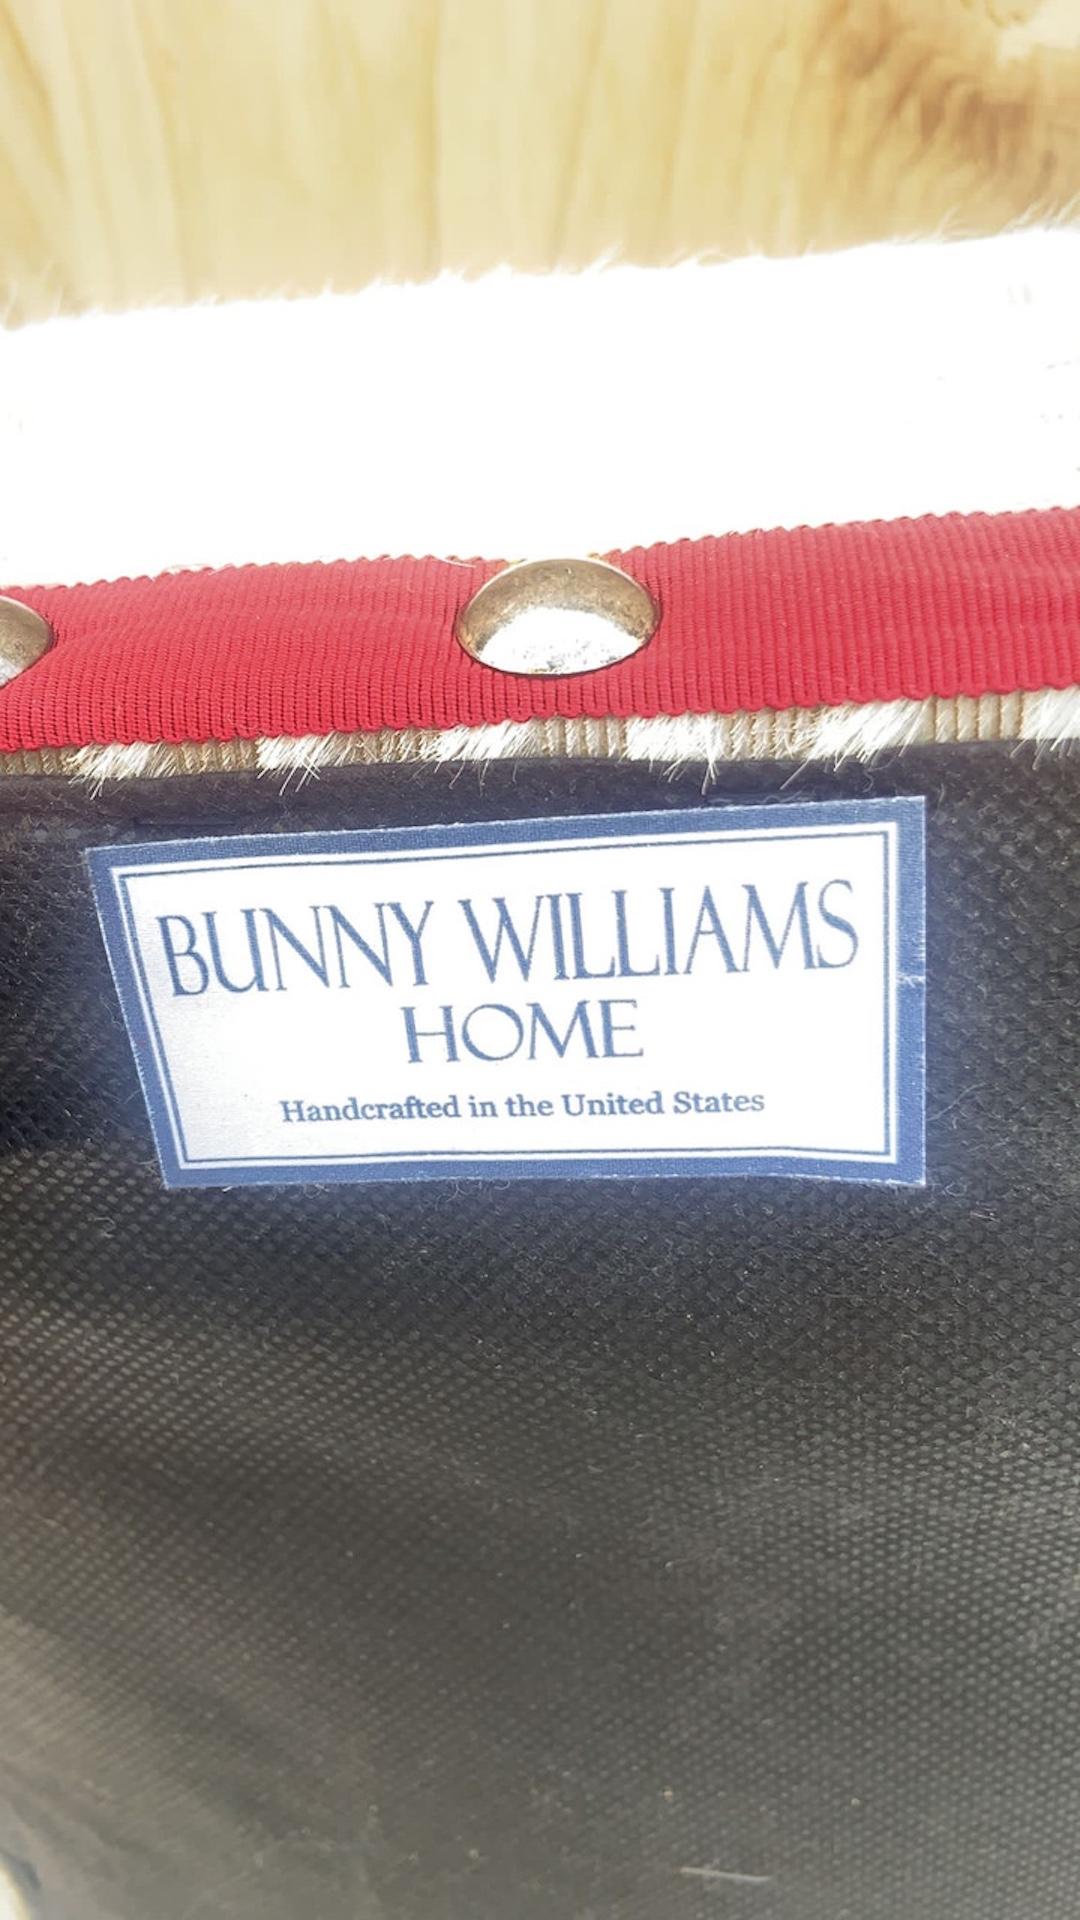 BUNNY WILLIAMS
HOME
Handcrafted in the United States